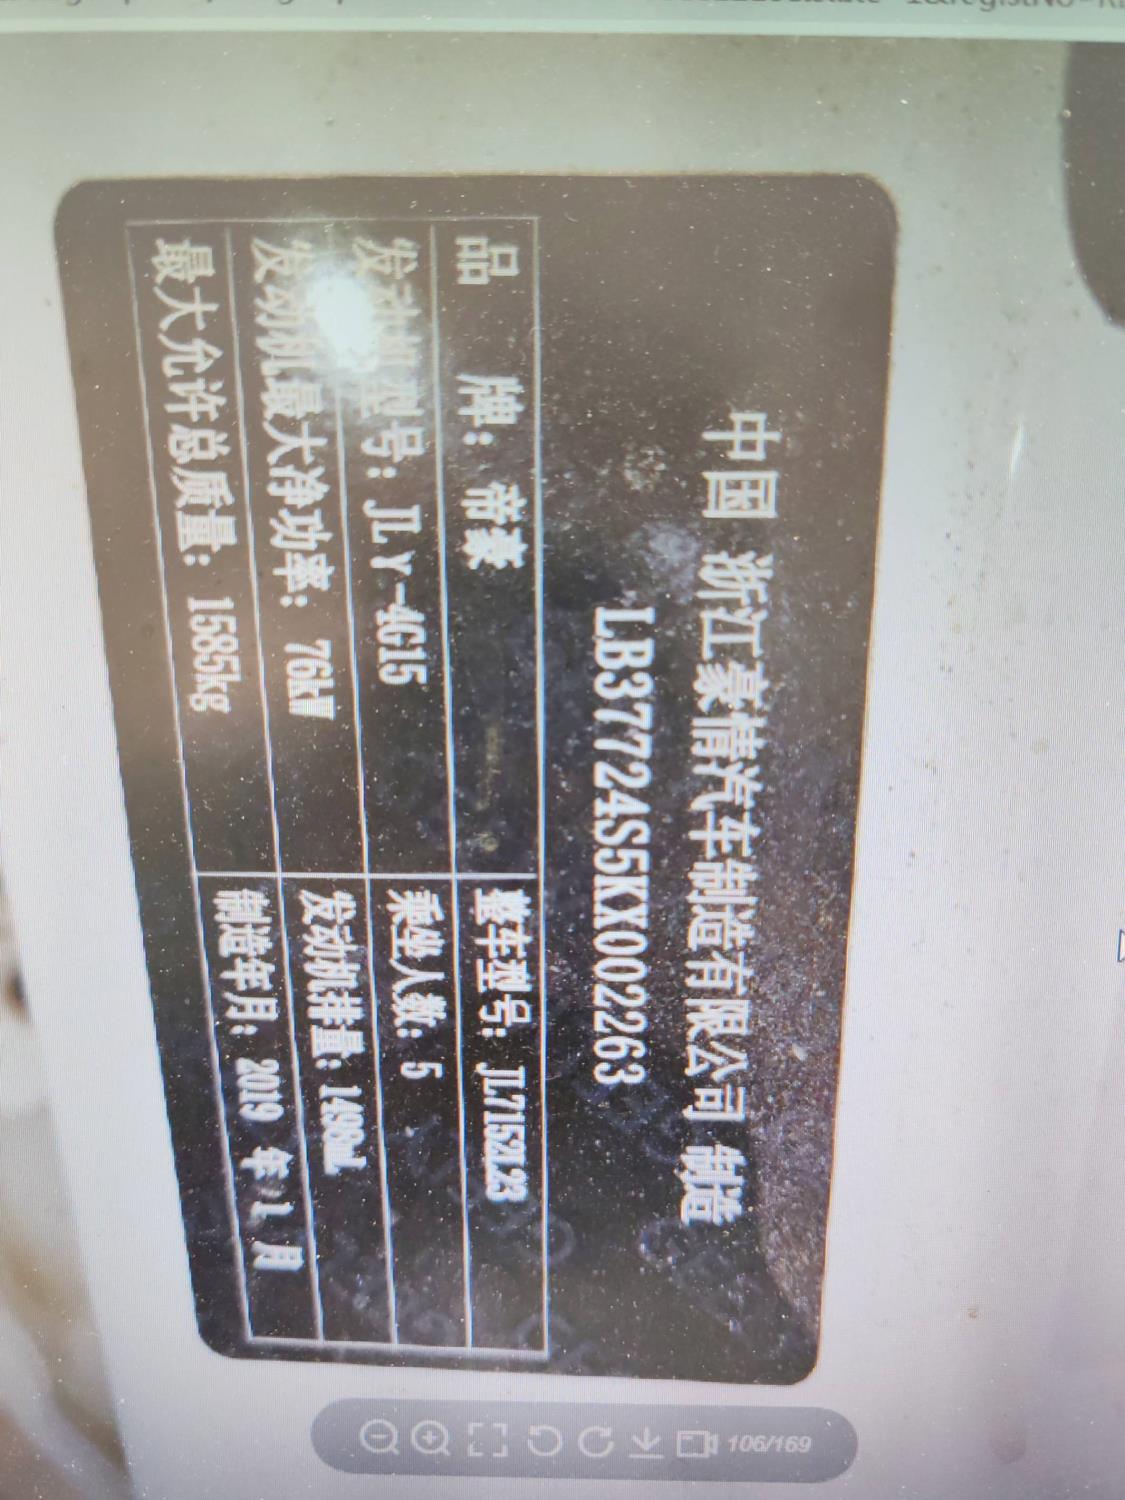 中国 浙江豪情汽车制造有限公司 制造
LB37724S5KX002263
品 牌：帝豪 整车型号：JL7152L23
发动机型号：JLγ-4G15 乘坐人数：5
发动机最大净功率：76kW 发动机排量：1498mL
最大允许总质量：1585kg 制造年月：2019 年 1 月
106/169